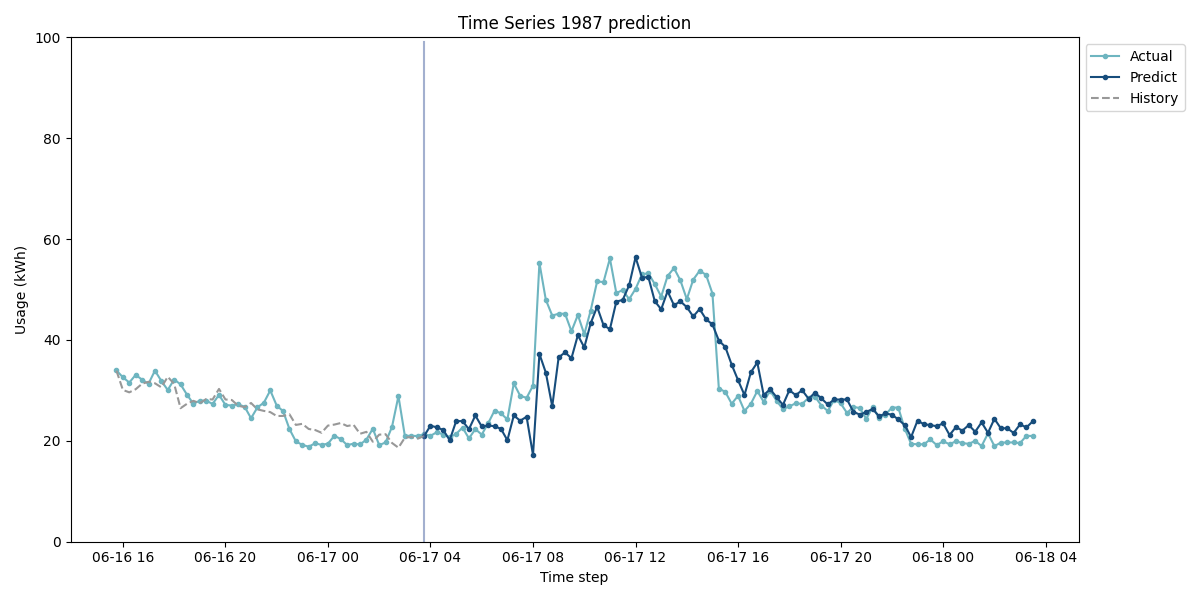 Time Series 1987 prediction
100
80
60
40
20
0
Usage (kWh)
06-16 16
06-16 20
06-17 00
06-17 04
06-17 08
06-17 12
06-17 16
06-17 20
06-18 00
06-18 04
Time step
Actual
Predict
History